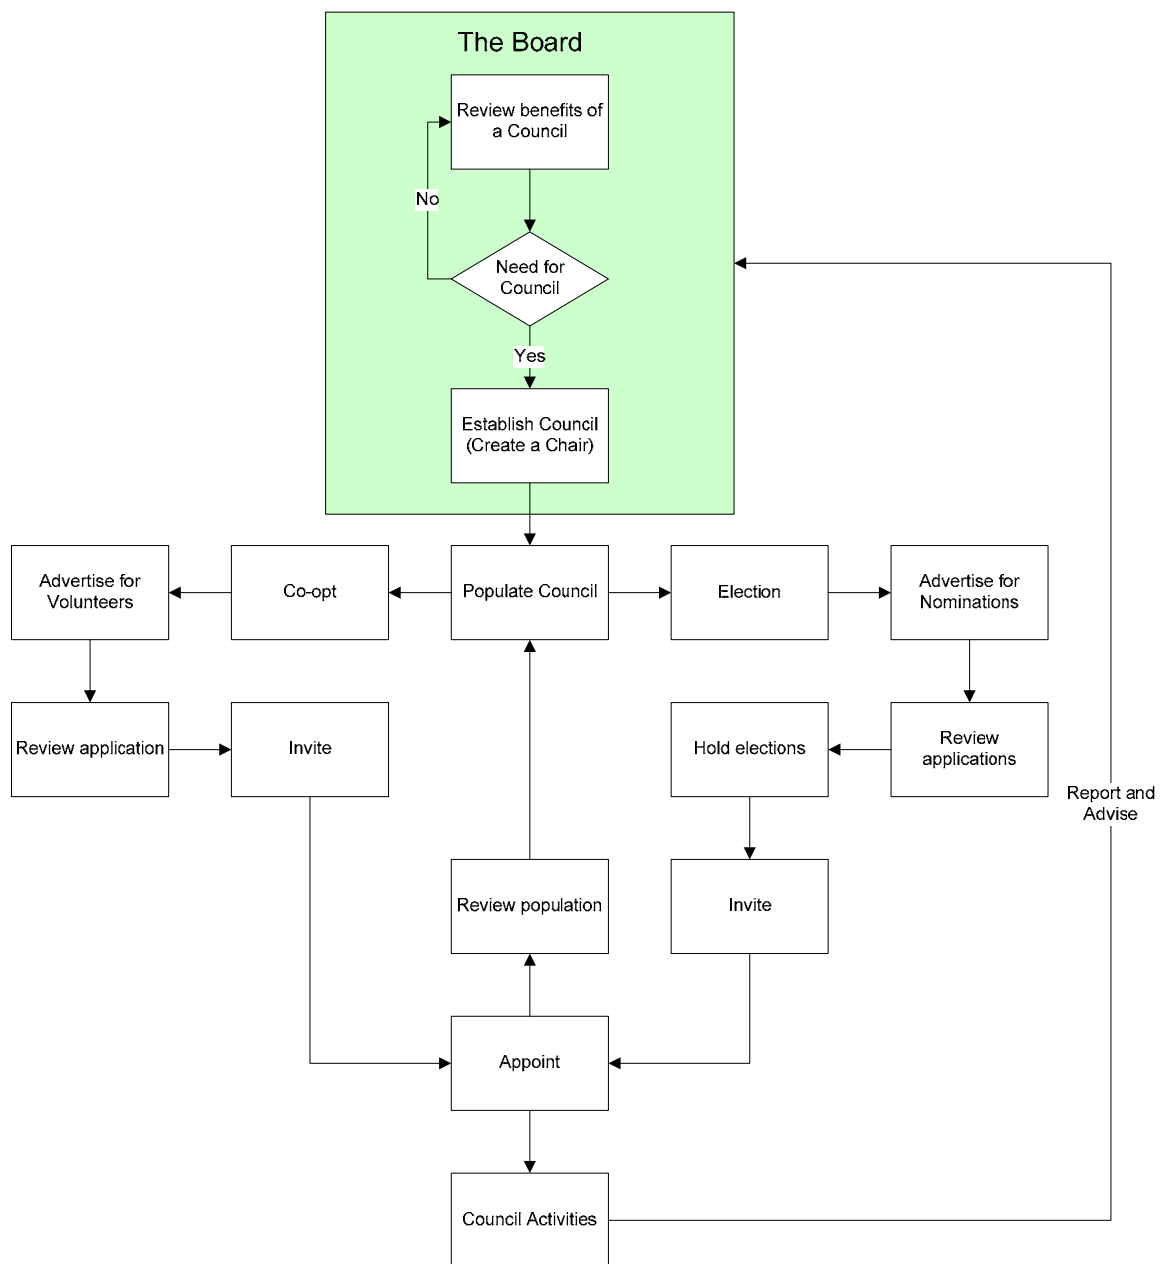 The Board
Review benefits of
a Council
No
Need for
Council
Yes
Establish Council
(Create a Chair)
Advertise for
Volunteers
Co-opt
Populate Council
Election
Advertise for
Nominations
Review application
Invite
Hold elections
Review
applications
Report and
Advise
Review population
Invite
Appoint
Council Activities